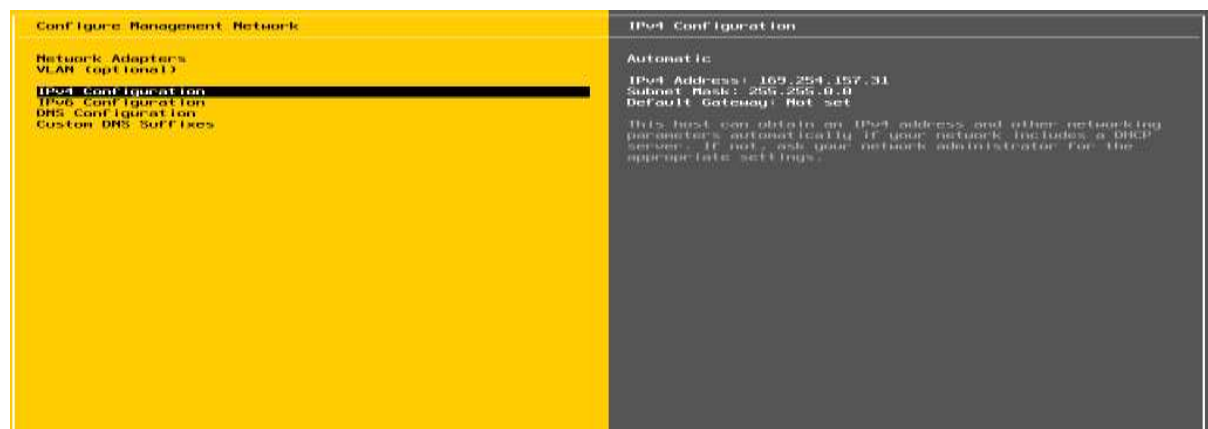 Configure Management Network
Network Adapters
VLAN (optional)
IPv4 Configuration
IPv6 Configuration
DNS Configuration
Custom DNS Suffixes
IPv4 Configuration
Automatic
IPv4 Address: 169.254.157.31
Subnet Mask: 255.255.0.0
Default Gateway: Not set
This host can obtain an IPv4 address and other networking
parameters automatically if your network includes a DHCP
server. If not, ask your network administrator for the
appropriate settings.